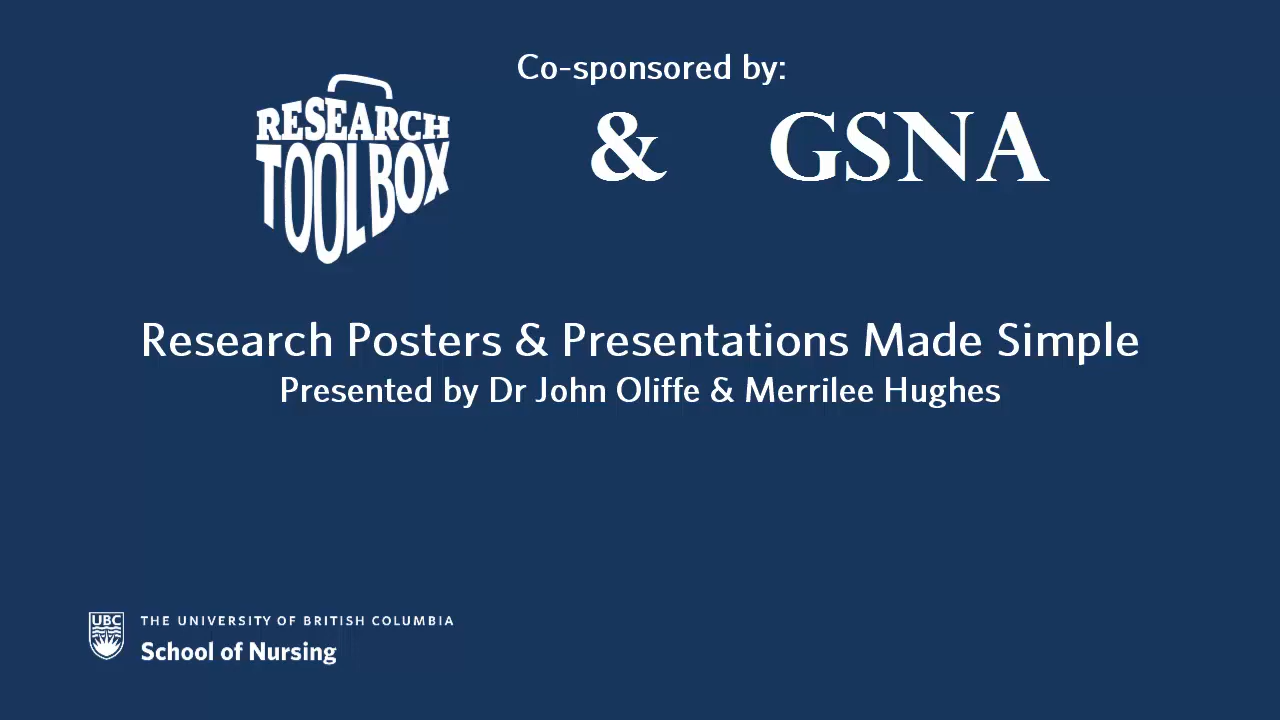 Co-sponsored by:
RESEARCH
TOOLBOX
& GSNA
Research Posters & Presentations Made Simple
Presented by Dr John Oliffe & Merrilee Hughes
UBC
THE UNIVERSITY OF BRITISH COLUMBIA
School of Nursing